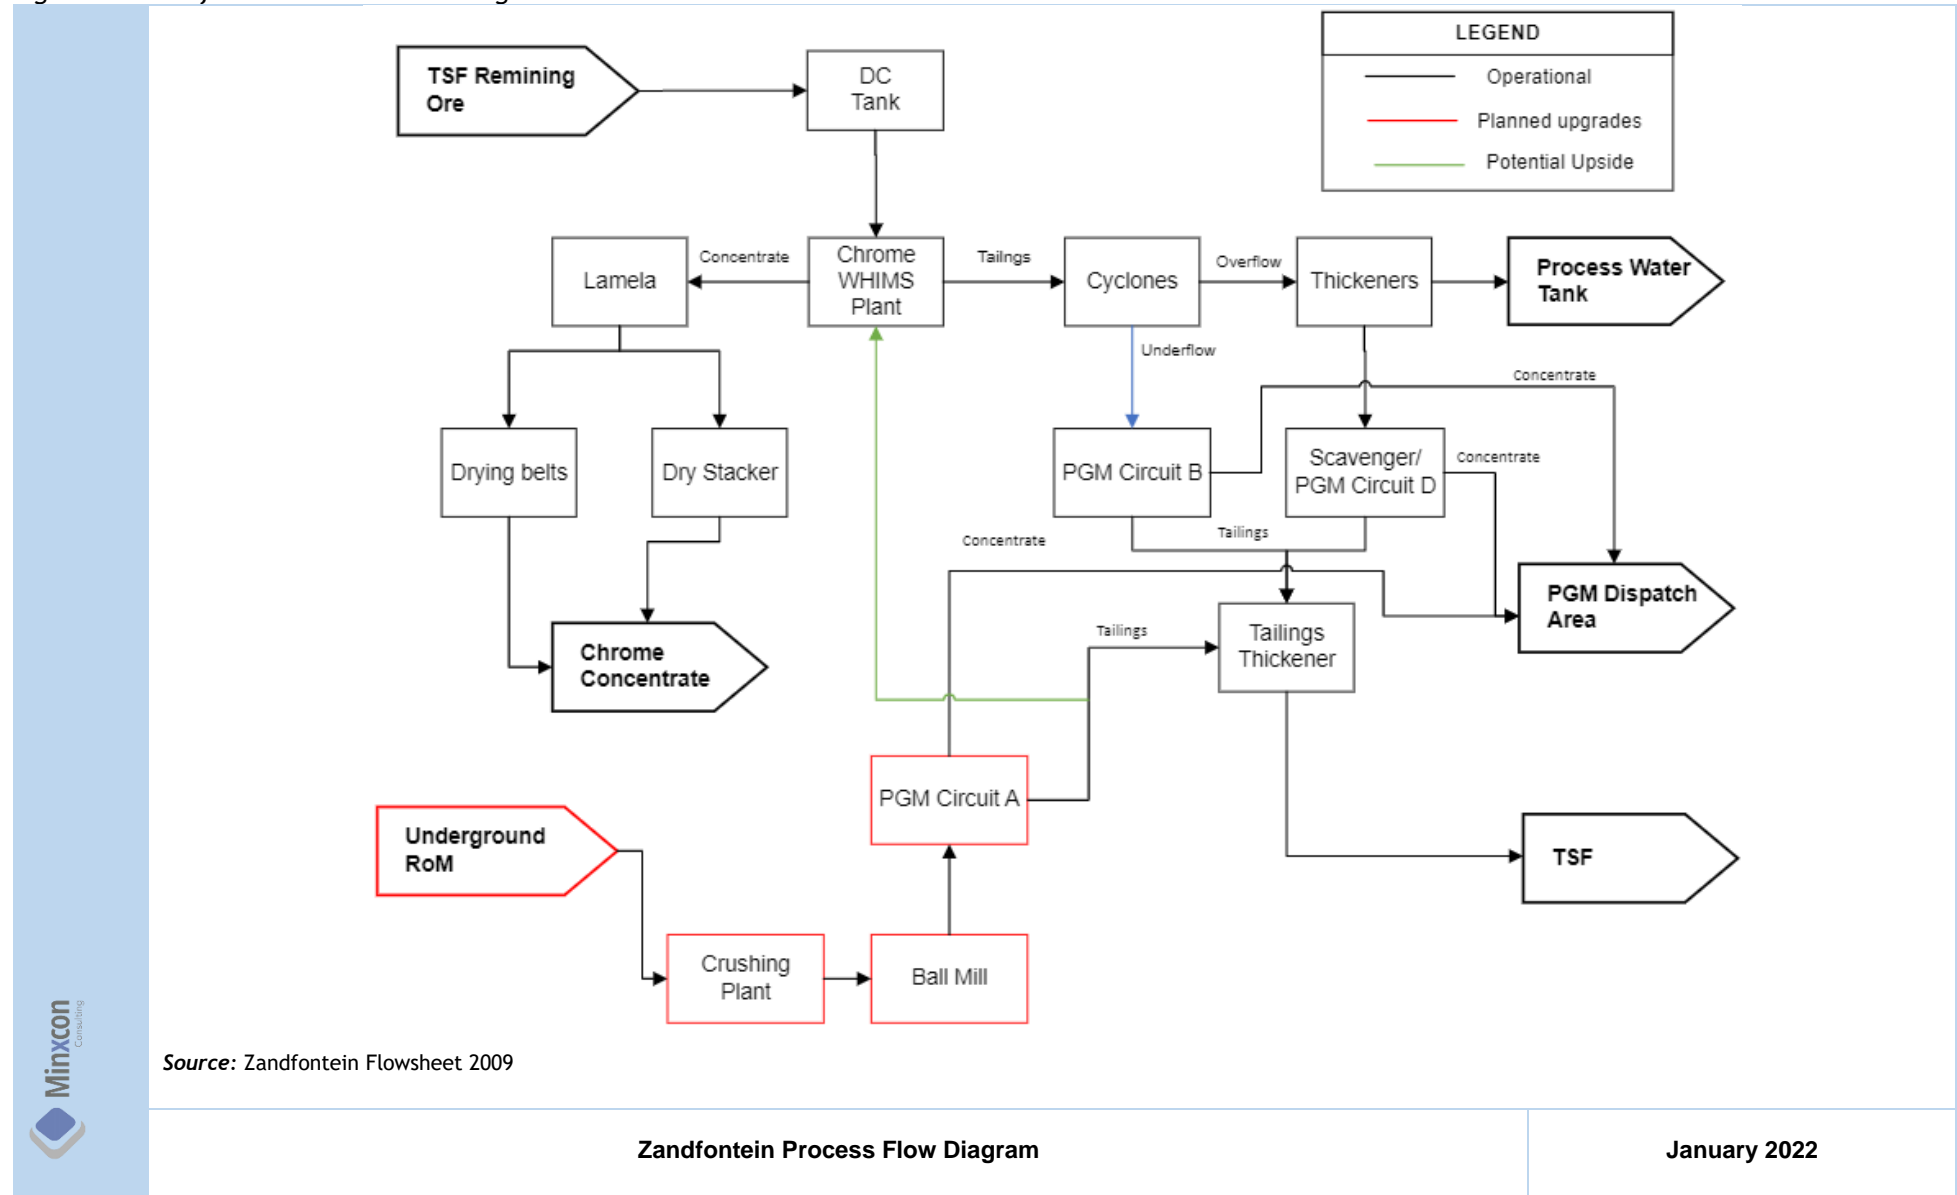 LEGEND
Operational
Planned upgrades
Potential Upside
TSF Remining
Ore
DC
Tank
Lamela
Concentrate
Chrome
WHIMS
Plant
Tailngs
Cyclones
Overflow
Thickeners
Process Water
Tank
Underflow
Concentrate
Drying belts
Dry Stacker
PGM Circuit B
Scavenger/
PGM Circuit D
Concentrate
Tailings
Concentrate
PGM Dispatch
Area
Chrome
Concentrate
Tailings
Tailings
Thickener
PGM Circuit A
Underground
RoM
TSF
Crushing
Plant
Ball Mill
Minxcon
Consulting
Source: Zandfontein Flowsheet 2009
Zandfontein Process Flow Diagram
January 2022